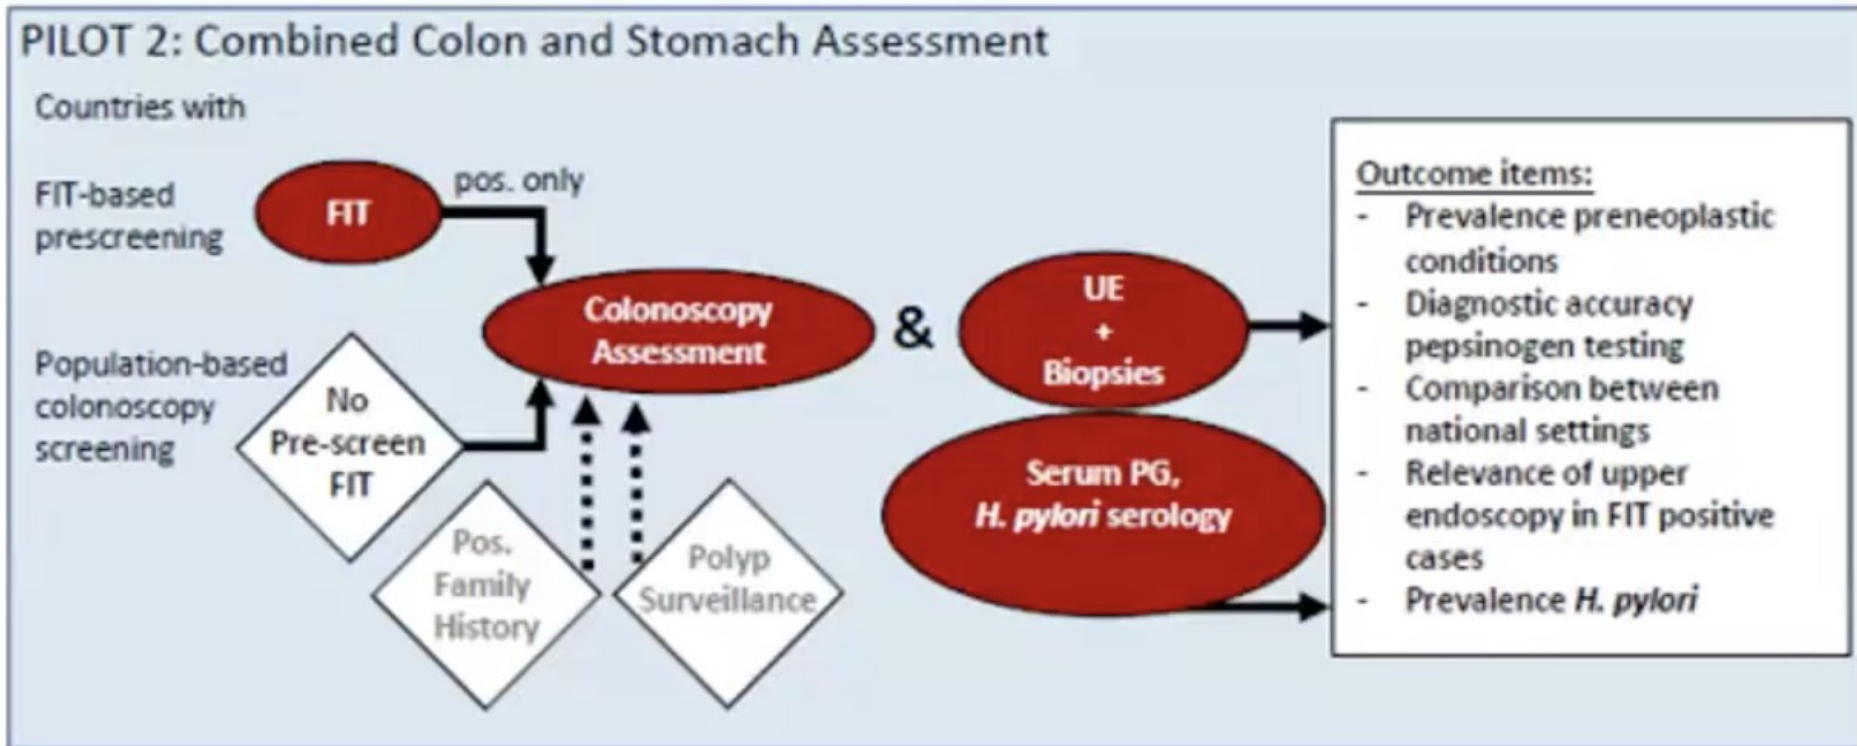 PILOT 2: Combined Colon and Stomach Assessment
Countries with
FIT-based
prescreening
FIT
pos. only
Colonoscopy
Assessment
&
UE
+
Biopsies
Population-based
colonoscopy
screening
No
Pre-screen
FIT
Pos.
Family
History
Polyp
Surveillance
Serum PG,
H. pylori serology
Outcome items:
- Prevalence preneoplastic
conditions
- Diagnostic accuracy
pepsinogen testing
- Comparison between
national settings
- Relevance of upper
endoscopy in FIT positive
cases
- Prevalence H. pylori